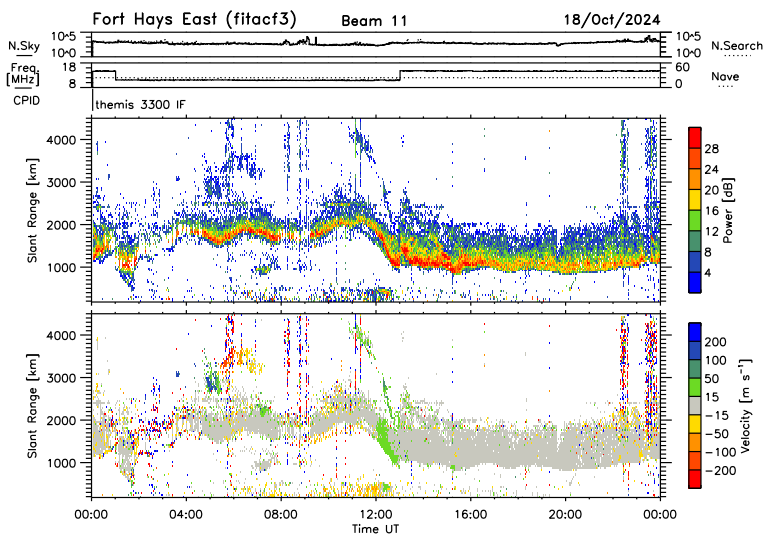 Fort Hays East (fitacf3) Beam 11 18/Oct/2024
N.Sky 10^5 10^0 10^5 10^0 N.Search
Freq. [MHz] 18 8 60 0 Nave
CPID themis 3300 IF
Slant Range [km] 4000 3000 2000 1000
Power [dB] 28 24 20 16 12 8 4
Slant Range [km] 4000 3000 2000 1000
Velocity [m s⁻¹] 200 100 50 15 −15 −50 −100 −200
00:00 04:00 08:00 12:00 16:00 20:00 00:00
Time UT